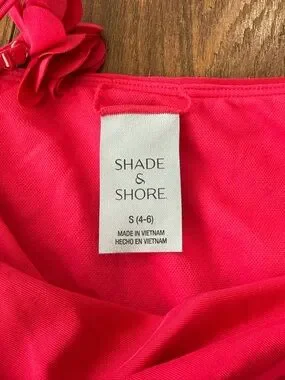 SHADE
&
SHORE
S (4-6)
MADE IN VIETNAM
HECHO EN VIETNAM